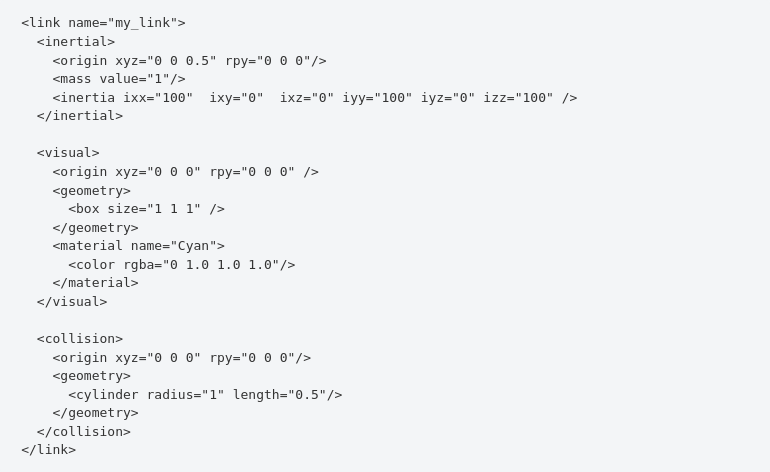 <link name="my_link">
  <inertial>
    <origin xyz="0 0 0.5" rpy="0 0 0"/>
    <mass value="1"/>
    <inertia ixx="100"  ixy="0"  ixz="0" iyy="100" iyz="0" izz="100" />
  </inertial>

  <visual>
    <origin xyz="0 0 0" rpy="0 0 0" />
    <geometry>
      <box size="1 1 1" />
    </geometry>
    <material name="Cyan">
      <color rgba="0 1.0 1.0 1.0"/>
    </material>
  </visual>

  <collision>
    <origin xyz="0 0 0" rpy="0 0 0"/>
    <geometry>
      <cylinder radius="1" length="0.5"/>
    </geometry>
  </collision>
</link>